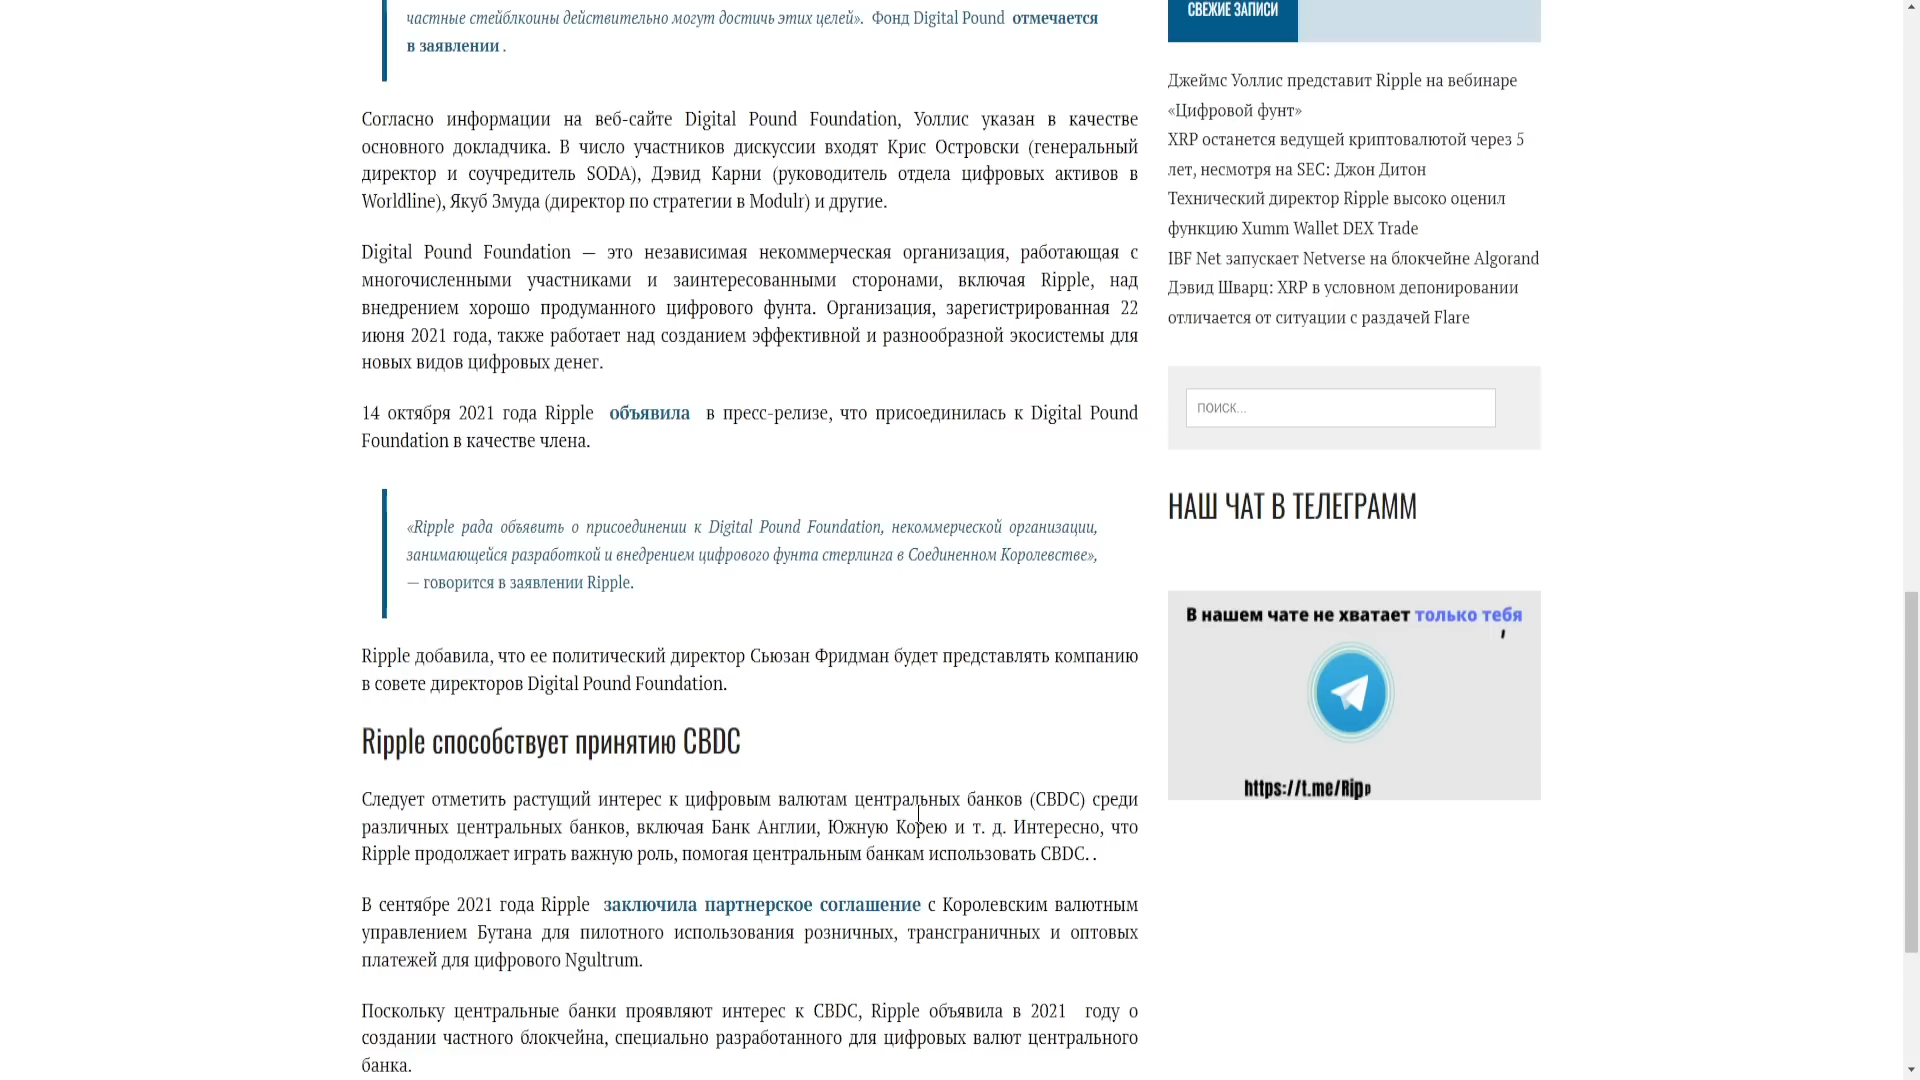 частные стейблкоины действительно могут достичь этих целей». Фонд Digital Pound отмечается
в заявлении .
Согласно информации на веб-сайте Digital Pound Foundation, Уоллис указан в качестве
основного докладчика. В число участников дискуссии входят Крис Островски (генеральный
директор и соучредитель SODA), Дэвид Карни (руководитель отдела цифровых активов в
Worldline), Якуб Змуда (директор по стратегии в Modulr) и другие.
Digital Pound Foundation — это независимая некоммерческая организация, работающая с
многочисленными участниками и заинтересованными сторонами, включая Ripple, над
внедрением хорошо продуманного цифрового фунта. Организация, зарегистрированная 22
июня 2021 года, также работает над созданием эффективной и разнообразной экосистемы для
новых видов цифровых денег.
14 октября 2021 года Ripple объявила в пресс-релизе, что присоединилась к Digital Pound
Foundation в качестве члена.
«Ripple рада объявить о присоединении к Digital Pound Foundation, некоммерческой организации,
занимающейся разработкой и внедрением цифрового фунта стерлинга в Соединенном Королевстве»,
— говорится в заявлении Ripple.
Ripple добавила, что ее политический директор Сьюзан Фридман будет представлять компанию
в совете директоров Digital Pound Foundation.
Ripple способствует принятию CBDC
Следует отметить растущий интерес к цифровым валютам центральных банков (CBDC) среди
различных центральных банков, включая Банк Англии, Южную Корею и т. д. Интересно, что
Ripple продолжает играть важную роль, помогая центральным банкам использовать CBDC. .
В сентябре 2021 года Ripple заключила партнерское соглашение с Королевским валютным
управлением Бутана для пилотного использования розничных, трансграничных и оптовых
платежей для цифрового Ngultrum.
Поскольку центральные банки проявляют интерес к CBDC, Ripple объявила в 2021 году о
создании частного блокчейна, специально разработанного для цифровых валют центрального
банка.
СВЕЖИЕ ЗАПИСИ
Джеймс Уоллис представит Ripple на вебинаре
«Цифровой фунт»
XRP останется ведущей криптовалютой через 5
лет, несмотря на SEC: Джон Дитон
Технический директор Ripple высоко оценил
функцию Xumm Wallet DEX Trade
IBF Net запускает Netverse на блокчейне Algorand
Дэвид Шварц: XRP в условном депонировании
отличается от ситуации с раздачей Flare
ПОИСК...
НАШ ЧАТ В ТЕЛЕГРАММ
В нашем чате не хватает только тебя
https://t.me/Ripp